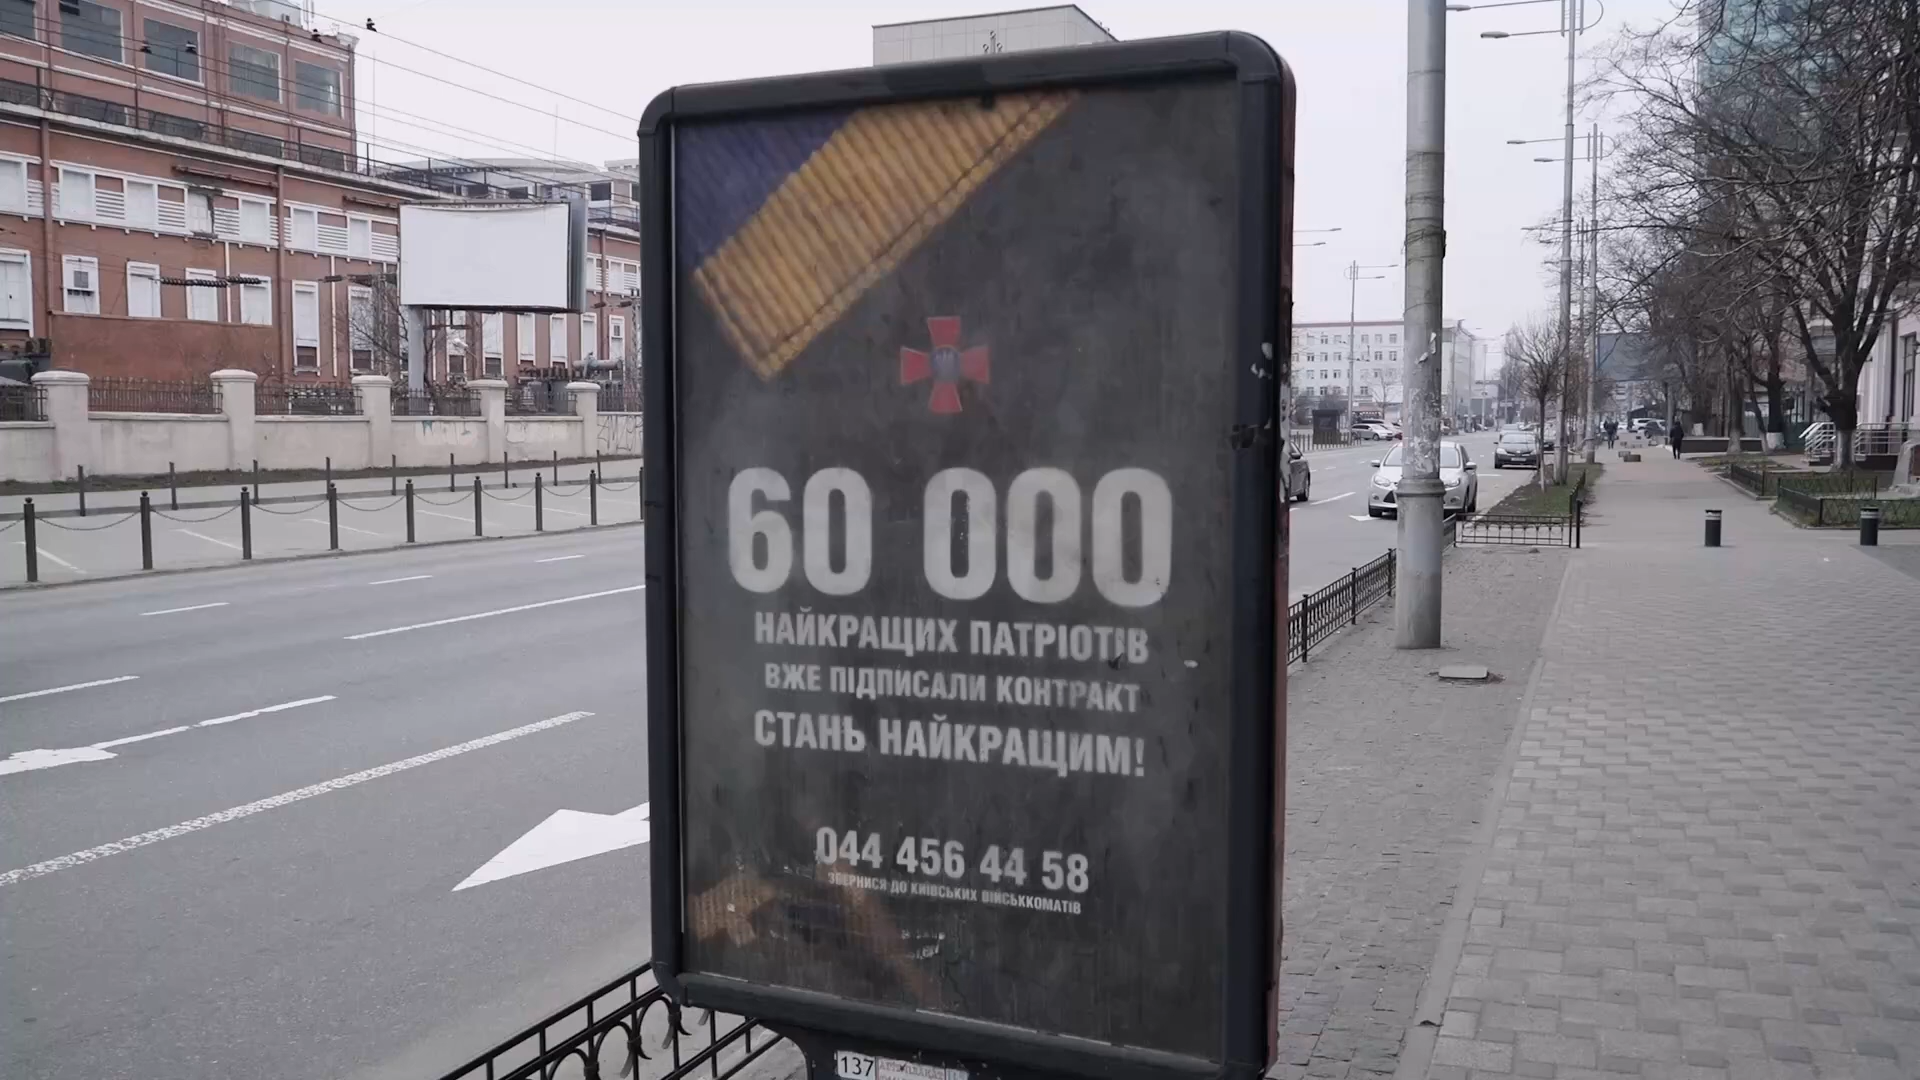 60 000
НАЙКРАЩИХ ПАТРІОТІВ
ВЖЕ ПІДПИСАЛИ КОНТРАКТ
СТАНЬ НАЙКРАЩИМ!
044 456 44 58
ЗВЕРНИСЯ ДО КИЇВСЬКИХ ВІЙСЬККОМАТІВ
137